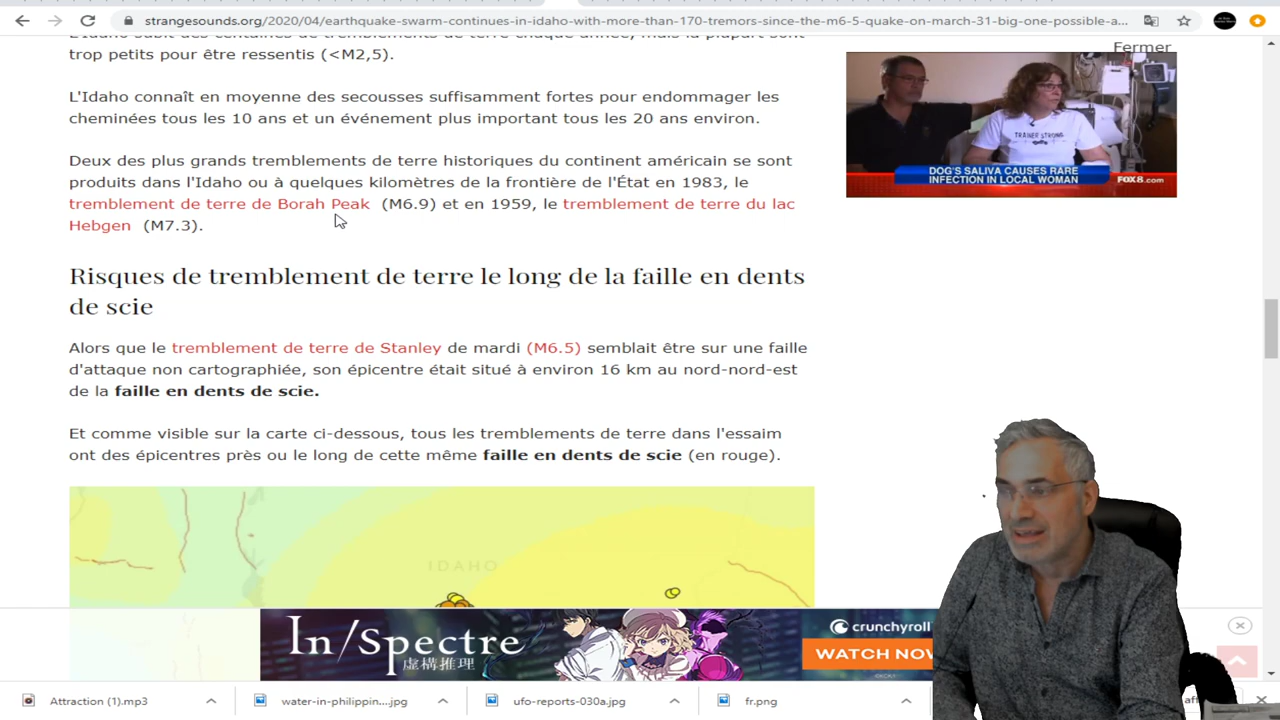 strangesounds.org/2020/04/earthquake-swarm-continues-in-idaho-with-more-than-170-tremors-since-the-m6-5-quake-on-march-31-big-one-possible-a...
trop petits pour être ressentis (<M2,5).
L'Idaho connaît en moyenne des secousses suffisamment fortes pour endommager les
cheminées tous les 10 ans et un événement plus important tous les 20 ans environ.
Deux des plus grands tremblements de terre historiques du continent américain se sont
produits dans l'Idaho ou à quelques kilomètres de la frontière de l'État en 1983, le
tremblement de terre de Borah Peak (M6.9) et en 1959, le tremblement de terre du lac
Hebgen (M7.3).
Risques de tremblement de terre le long de la faille en dents
de scie
Alors que le tremblement de terre de Stanley de mardi (M6.5) semblait être sur une faille
d'attaque non cartographiée, son épicentre était situé à environ 16 km au nord-nord-est
de la faille en dents de scie.
Et comme visible sur la carte ci-dessous, tous les tremblements de terre dans l'essaim
ont des épicentres près ou le long de cette même faille en dents de scie (en rouge).
IDAHO
Fermer
TRAINER STRONG
DOG'S SALIVA CAUSES RARE
INFECTION IN LOCAL WOMAN
FOX8.com
In/Spectre
虚構推理
crunchyroll
WATCH NOW
Attraction (1).mp3
water-in-philippin....jpg
ufo-reports-030a.jpg
fr.png